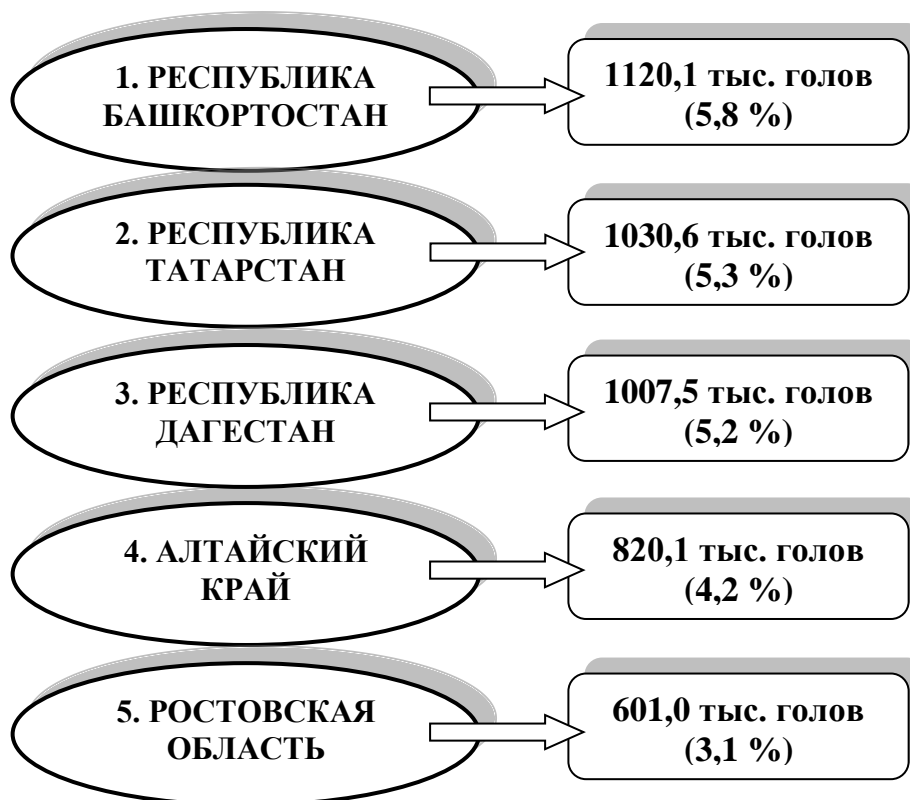 1. РЕСПУБЛИКА
БАШКОРТОСТАН
1120,1 тыс. голов
(5,8 %)
2. РЕСПУБЛИКА
ТАТАРСТАН
1030,6 тыс. голов
(5,3 %)
3. РЕСПУБЛИКА
ДАГЕСТАН
1007,5 тыс. голов
(5,2 %)
4. АЛТАЙСКИЙ
КРАЙ
820,1 тыс. голов
(4,2 %)
5. РОСТОВСКАЯ
ОБЛАСТЬ
601,0 тыс. голов
(3,1 %)